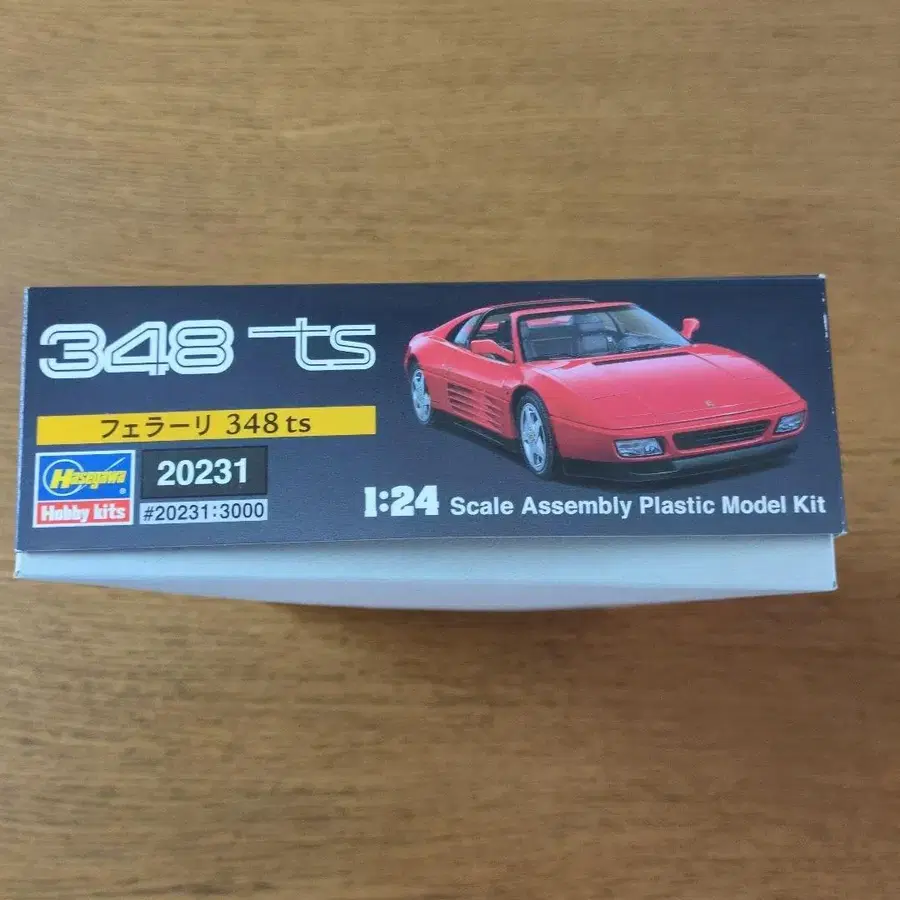 348 ts
フェラーリ 348 ts
Hasegawa
Hobby kits
20231
#20231:3000
1:24 Scale Assembly Plastic Model Kit